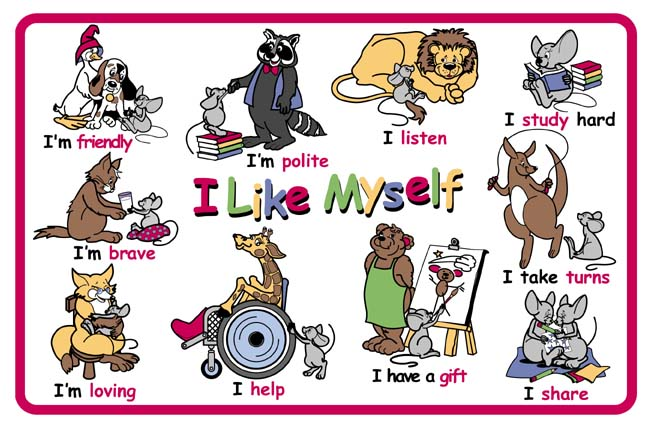 I'm friendly
I'm polite
I listen
I study hard
I Like Myself
I'm brave
I take turns
I'm loving
I help
I have a gift
I share